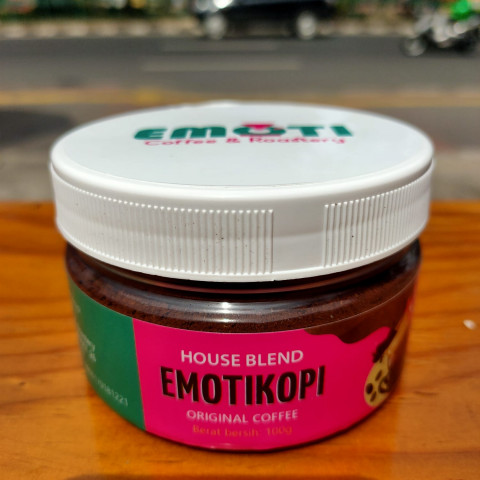 EMOTI
Coffee & Roastery
HOUSE BLEND
EMOTIKOPI
ORIGINAL COFFEE
Berat bersih: 100g